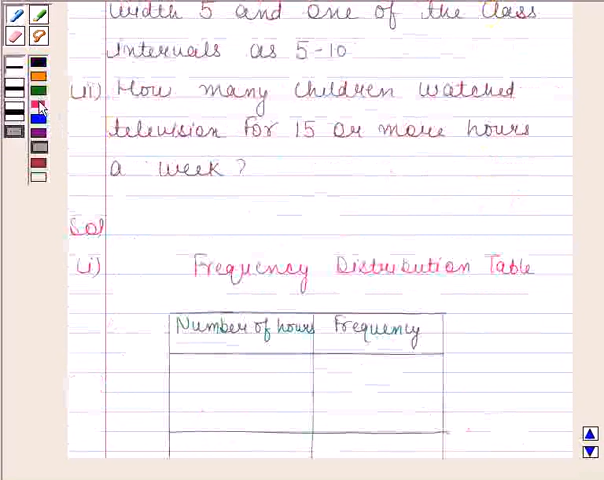 width 5 and one of the Class
intervals as 5-10
(ii) How many children watched
television for 15 or more hours
a week?
Sol
(i) Frequency Distribution Table
Number of hours Frequency